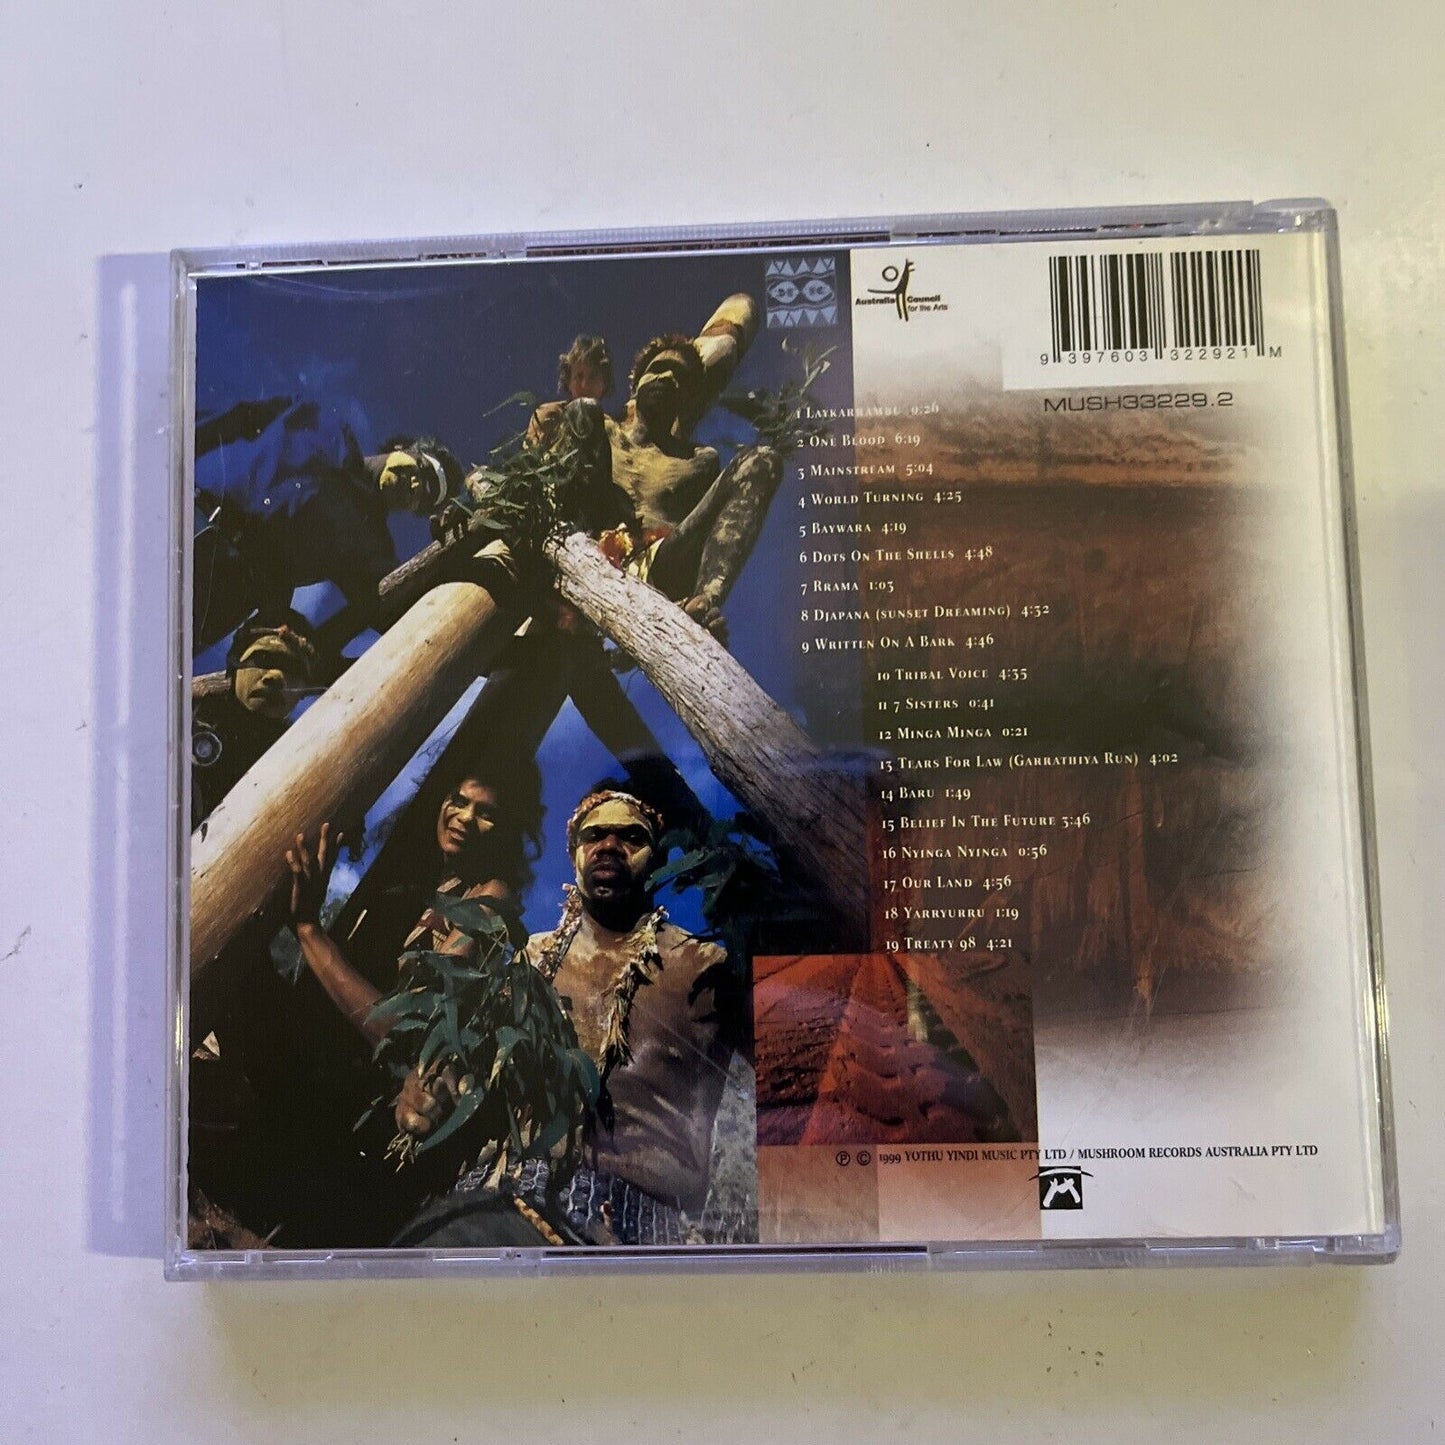 Australia Council
for the Arts
9 397603 322921 M
MUSH33229.2
1 Laykarrambu 9:26
2 One Blood 6:19
3 Mainstream 5:04
4 World Turning 4:25
5 Baywara 4:19
6 Dots On The Shells 4:48
7 Rrama 1:03
8 Djapana (sunset Dreaming) 4:32
9 Written On A Bark 4:46
10 Tribal Voice 4:35
11 7 Sisters 0:41
12 Minga Minga 0:21
13 Tears For Law (Garrathiya Run) 4:02
14 Baru 1:49
15 Belief In The Future 3:46
16 Nyinga Nyinga 0:56
17 Our Land 4:56
18 Yarryurru 1:19
19 Treaty 98 4:21
Ⓟ © 1999 YOTHU YINDI MUSIC PTY LTD / MUSHROOM RECORDS AUSTRALIA PTY LTD